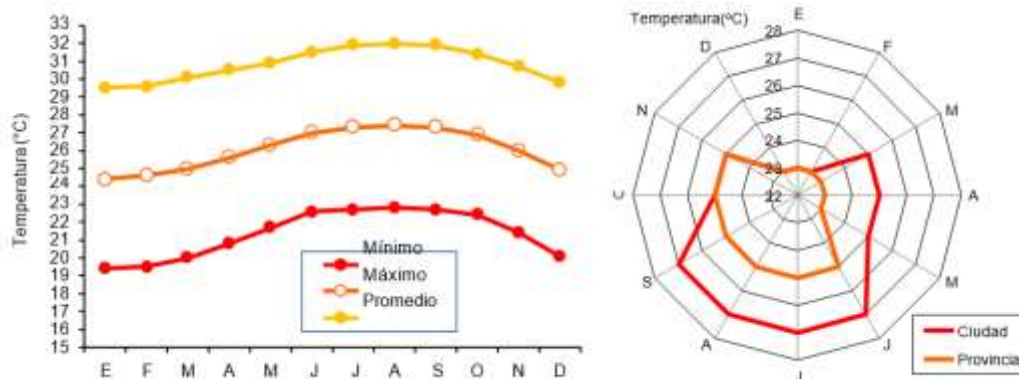 Temperatura (°C)
33
32
31
30
29
28
27
26
25
24
23
22
21
20
19
18
17
16
15
E F M A M J J A S O N D
Mínimo
Máximo
Promedio
Temperatura(ºC)
28
27
26
25
24
23
22
E
F
M
A
M
J
A
S
N
D
Ciudad
Provincia